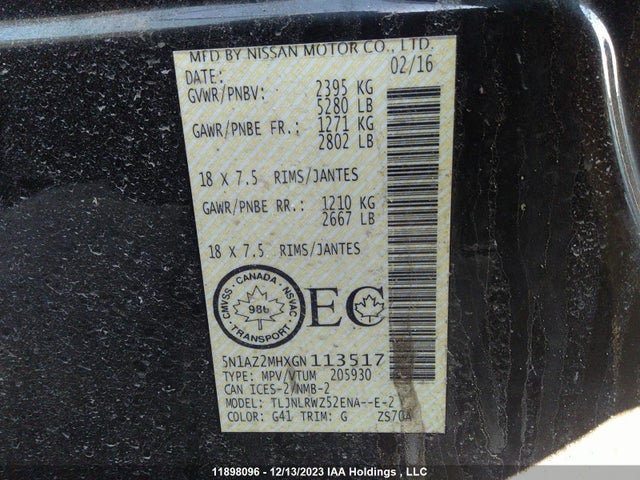 MFD BY NISSAN MOTOR CO., LTD.
DATE: 02/16
GVWR/PNBV: 2395 KG
5280 LB
GAWR/PNBE FR.: 1271 KG
2802 LB
18 X 7.5 RIMS/JANTES
GAWR/PNBE RR.: 1210 KG
2667 LB
18 X 7.5 RIMS/JANTES
CANADA
CMVSS NSVAC
986
TRANSPORT
EC
5N1AZ2MHXGN113517
TYPE: MPV/VTUM 205930
CAN ICES-2/NMB-2
MODEL: TLJNLRWZ52ENA--E-2
COLOR: G41 TRIM: G ZS70A
11898096 - 12/13/2023 IAA Holdings , LLC